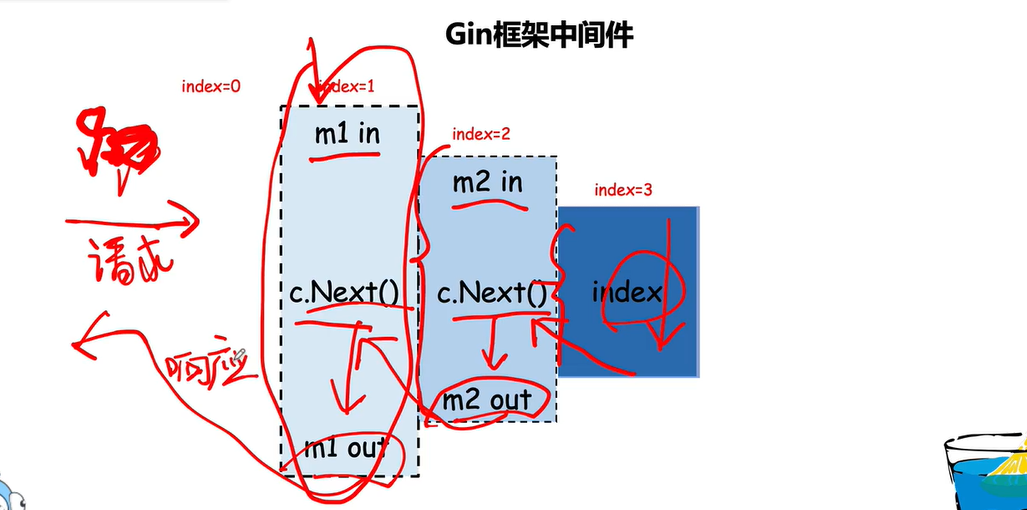 Gin框架中间件
index=0
index=1
m1 in
index=2
m2 in
index=3
请求
c.Next()
c.Next()
index
响应
m2 out
m1 out